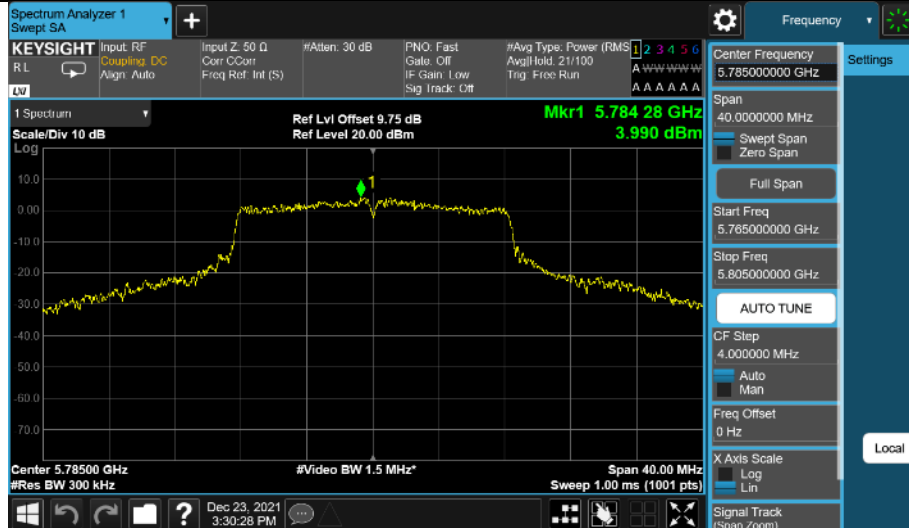 Spectrum Analyzer 1
Swept SA
+
Frequency
KEYSIGHT
RL
LXI
Input: RF
Coupling: DC
Align: Auto
Input Z: 50 Ω
Corr CCorr
Freq Ref: Int (S)
#Atten: 30 dB
PNO: Fast
Gate: Off
IF Gain: Low
Sig Track: Off
#Avg Type: Power (RMS
Avg|Hold: 21/100
Trig: Free Run
1 2 3 4 5 6
A W W W W W
A A A A A A
1 Spectrum
Scale/Div 10 dB
Log
Ref Lvl Offset 9.75 dB
Ref Level 20.00 dBm
Mkr1 5.784 28 GHz
3.990 dBm
1
10.0
0.00
-10.0
-20.0
-30.0
-40.0
-50.0
-60.0
-70.0
Center 5.78500 GHz
#Res BW 300 kHz
#Video BW 1.5 MHz*
Span 40.00 MHz
Sweep 1.00 ms (1001 pts)
?
Dec 23, 2021
3:30:28 PM
Center Frequency
5.785000000 GHz
Settings
Span
40.0000000 MHz
Swept Span
Zero Span
Full Span
Start Freq
5.765000000 GHz
Stop Freq
5.805000000 GHz
AUTO TUNE
CF Step
4.000000 MHz
Auto
Man
Freq Offset
0 Hz
X Axis Scale
Log
Lin
Local
Signal Track
(Span Zoom)